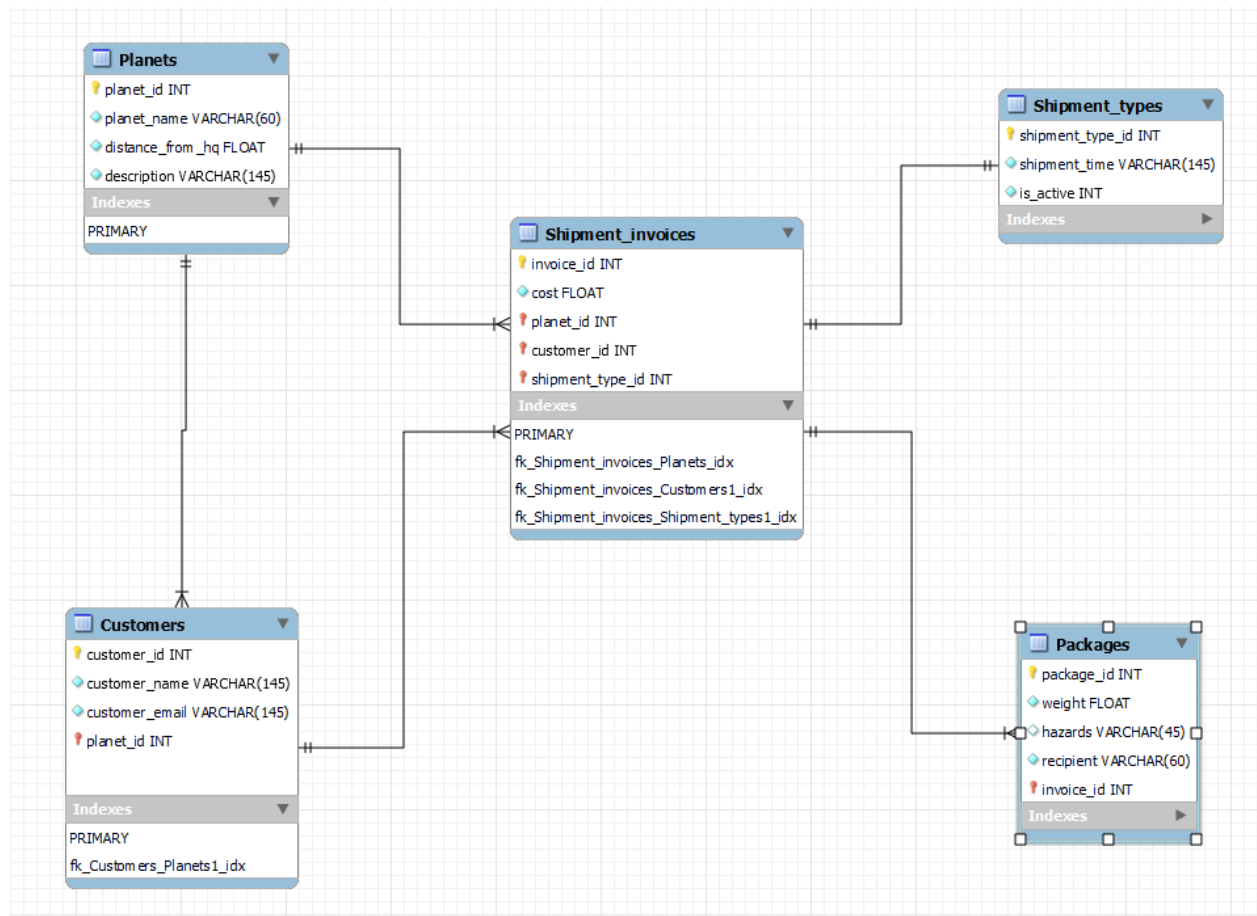 Planets
planet_id INT
planet_name VARCHAR(60)
distance_from _hq FLOAT
description VARCHAR(145)
Indexes
PRIMARY
Shipment_types
shipment_type_id INT
shipment_time VARCHAR(145)
is_active INT
Indexes
Shipment_invoices
invoice_id INT
cost FLOAT
planet_id INT
customer_id INT
shipment_type_id INT
Indexes
PRIMARY
fk_Shipment_invoices_Planets_idx
fk_Shipment_invoices_Customers1_idx
fk_Shipment_invoices_Shipment_types1_idx
Customers
customer_id INT
customer_name VARCHAR(145)
customer_email VARCHAR(145)
planet_id INT
Indexes
PRIMARY
fk_Customers_Planets1_idx
Packages
package_id INT
weight FLOAT
hazards VARCHAR(45)
recipient VARCHAR(60)
invoice_id INT
Indexes